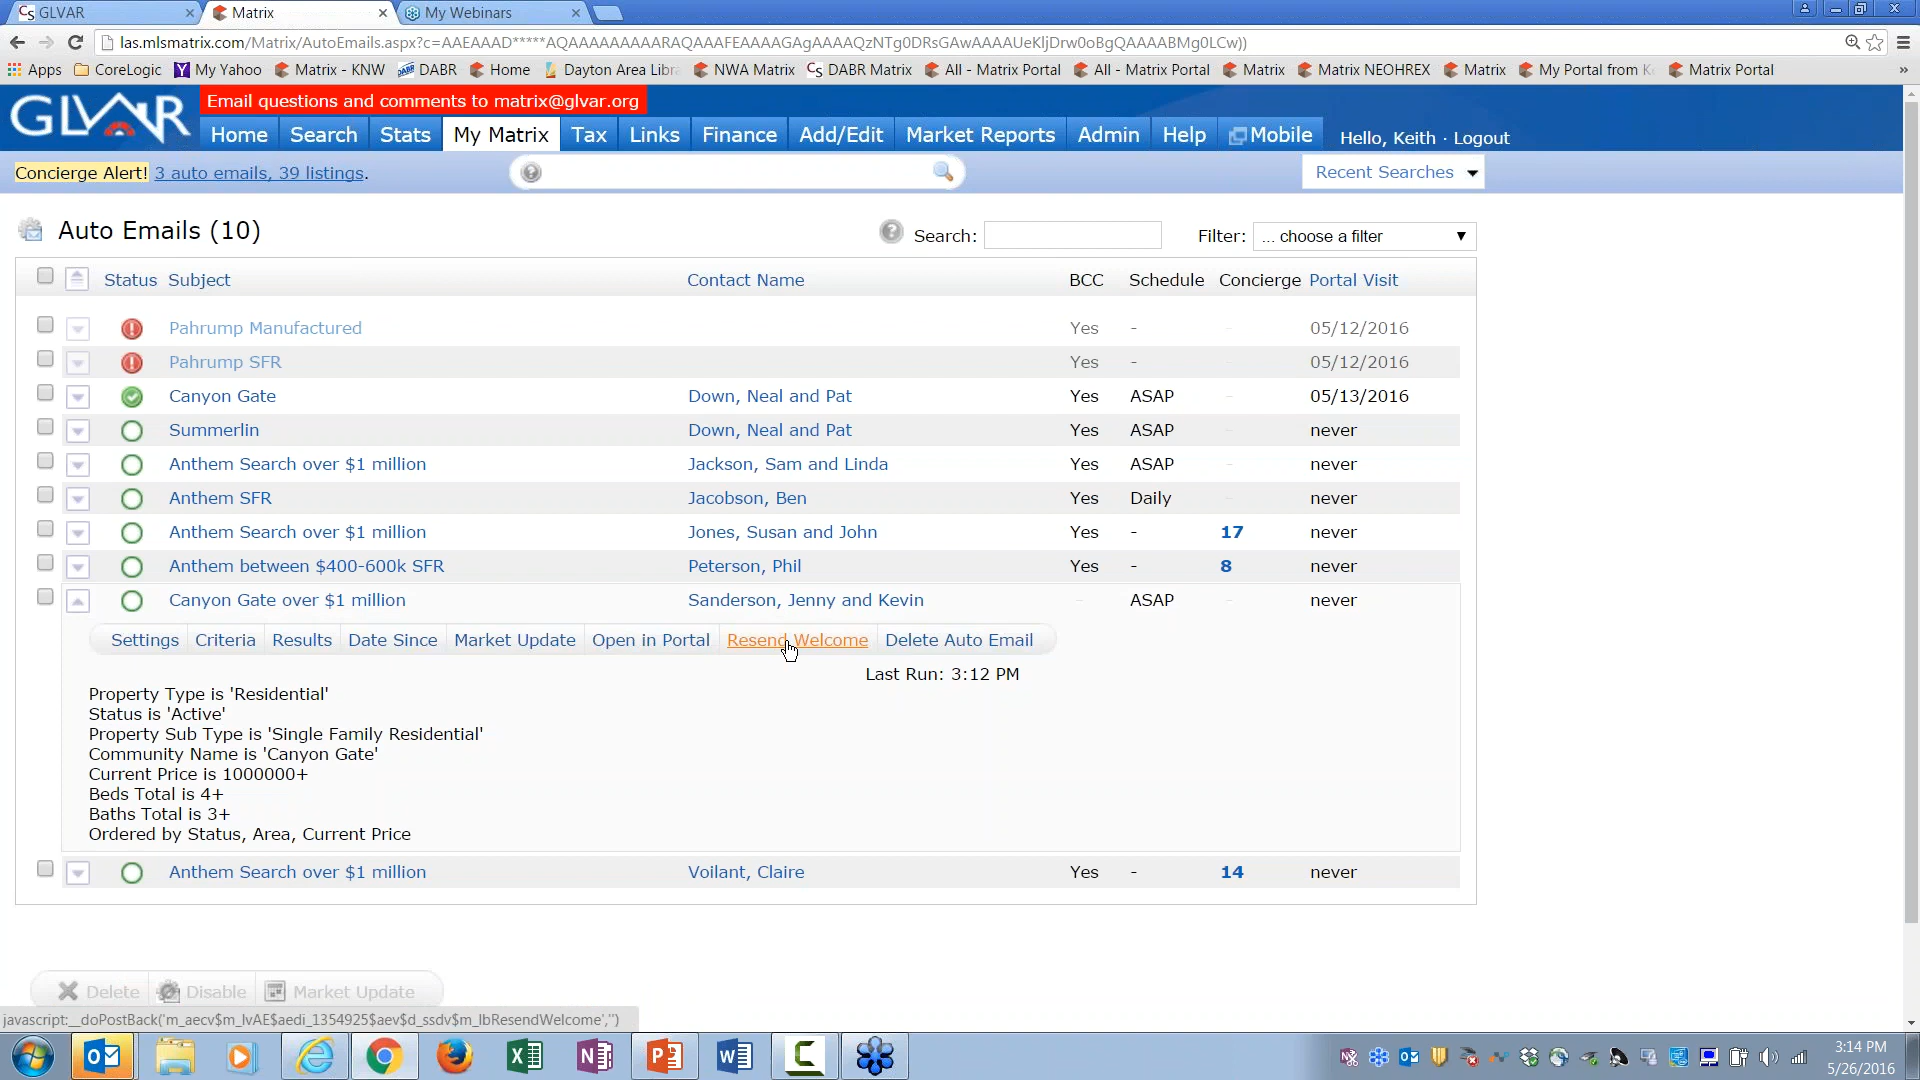 GLVAR
Matrix
My Webinars
las.mlsmatrix.com/Matrix/AutoEmails.aspx?c=AAEAAAD*****AQAAAAAAAAARAQAAAFEAAAAGAgAAAAQzNTg0DRsGAwAAAAUeKljDrw0oBgQAAAABMg0LCw))
Apps CoreLogic My Yahoo Matrix - KNW DABR Home Dayton Area Libra NWA Matrix DABR Matrix All - Matrix Portal All - Matrix Portal Matrix Matrix NEOHREX Matrix My Portal from K Matrix Portal »
GLVAR
Email questions and comments to matrix@glvar.org
Home Search Stats My Matrix Tax Links Finance Add/Edit Market Reports Admin Help Mobile Hello, Keith · Logout
Concierge Alert! 3 auto emails, 39 listings.
Recent Searches
Auto Emails (10)
Search:
Filter: ... choose a filter
Status Subject Contact Name BCC Schedule Concierge Portal Visit
Pahrump Manufactured Yes - - 05/12/2016
Pahrump SFR Yes - - 05/12/2016
Canyon Gate Down, Neal and Pat Yes ASAP - 05/13/2016
Summerlin Down, Neal and Pat Yes ASAP - never
Anthem Search over $1 million Jackson, Sam and Linda Yes ASAP - never
Anthem SFR Jacobson, Ben Yes Daily - never
Anthem Search over $1 million Jones, Susan and John Yes - 17 never
Anthem between $400-600k SFR Peterson, Phil Yes - 8 never
Canyon Gate over $1 million Sanderson, Jenny and Kevin - ASAP - never
Settings Criteria Results Date Since Market Update Open in Portal Resend Welcome Delete Auto Email
Last Run: 3:12 PM
Property Type is 'Residential'
Status is 'Active'
Property Sub Type is 'Single Family Residential'
Community Name is 'Canyon Gate'
Current Price is 1000000+
Beds Total is 4+
Baths Total is 3+
Ordered by Status, Area, Current Price
Anthem Search over $1 million Voilant, Claire Yes - 14 never
Delete Disable Market Update
javascript:__doPostBack('m_aecv$m_lvAE$aedi_1354925$aev$d_ssdv$m_lbResendWelcome','')
3:14 PM
5/26/2016